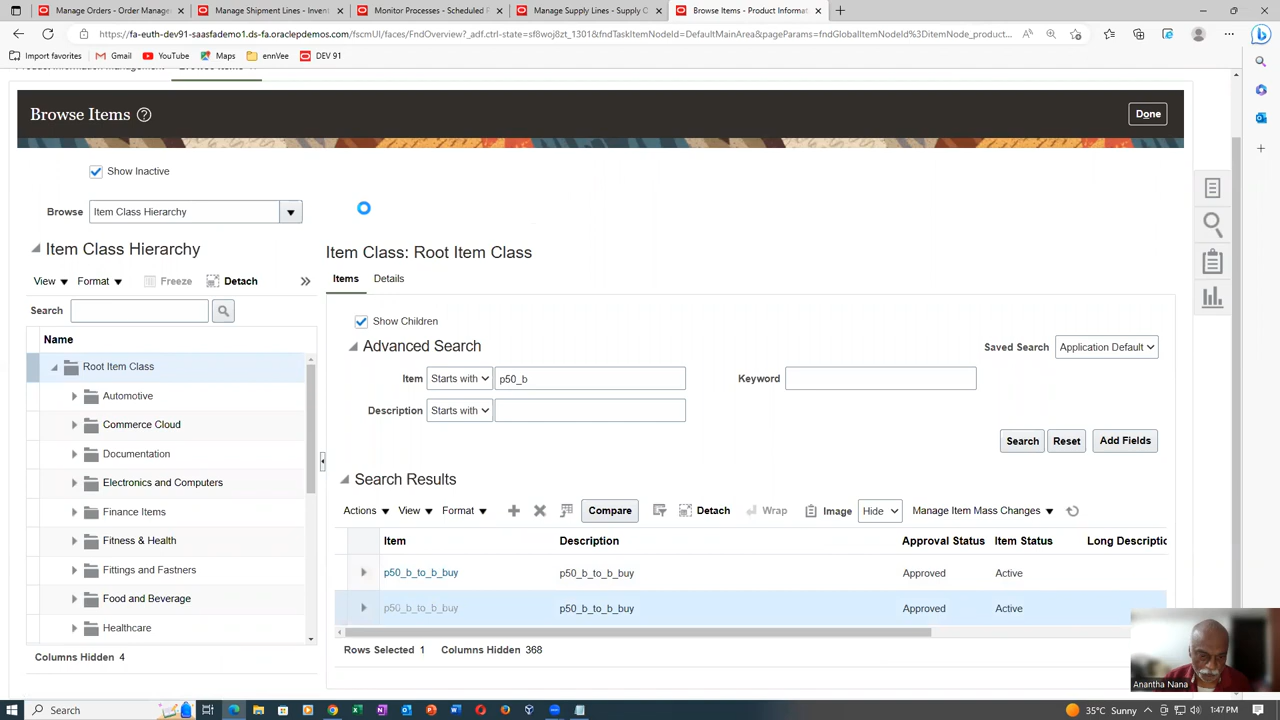 Manage Orders - Order Manager
Manage Shipment Lines - Invent
Monitor Processes - Scheduled P
Manage Supply Lines - Supply O
Browse Items - Product Informat
https://fa-euth-dev91-saasfademo1.ds-fa.oraclepdemos.com/fscmUI/faces/FndOverview?_adf.ctrl-state=sf8woj8zt_1301&fndTaskItemNodeId=DefaultMainArea&pageParams=fndGlobalItemNodeId%3DitemNode_produc...
Import favorites
Gmail
YouTube
Maps
ennVee
DEV 91
Browse Items
Done
Show Inactive
Browse Item Class Hierarchy
Item Class Hierarchy
View Format Freeze Detach
Search
Name
Root Item Class
Automotive
Commerce Cloud
Documentation
Electronics and Computers
Finance Items
Fitness & Health
Fittings and Fastners
Food and Beverage
Healthcare
Columns Hidden 4
Item Class: Root Item Class
Items Details
Show Children
Advanced Search
Saved Search Application Default
Item Starts with p50_b
Keyword
Description Starts with
Search Reset Add Fields
Search Results
Actions View Format Compare Detach Wrap Image Hide Manage Item Mass Changes
Item Description Approval Status Item Status Long Descriptio
p50_b_to_b_buy p50_b_to_b_buy Approved Active
p50_b_to_b_buy p50_b_to_b_buy Approved Active
Rows Selected 1 Columns Hidden 368
Anantha Nana
Search
35°C Sunny
1:47 PM